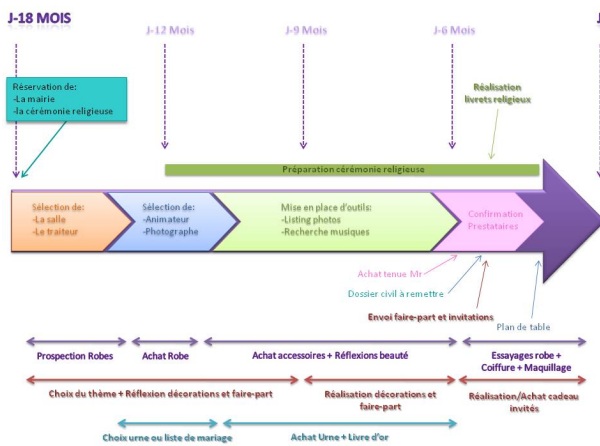 J-18 MOIS
J-12 Mois
J-9 Mois
J-6 Mois
J
Réservation de:
-La mairie
-la cérémonie religieuse
Réalisation
livrets religieux
Préparation cérémonie religieuse
Sélection de:
-La salle
-Le traiteur
Sélection de:
-Animateur
-Photographe
Mise en place d'outils:
-Listing photos
-Recherche musiques
Confirmation
Prestataires
Achat tenue Mr
Dossier civil à remettre
Envoi faire-part et invitations
Plan de table
Prospection Robes
Achat Robe
Achat accessoires + Réflexions beauté
Essayages robe +
Coiffure + Maquillage
Choix du thème + Réflexion décorations et faire-part
Réalisation décorations et
faire-part
Réalisation/Achat cadeau
invités
Choix urne ou liste de mariage
Achat Urne + Livre d'or